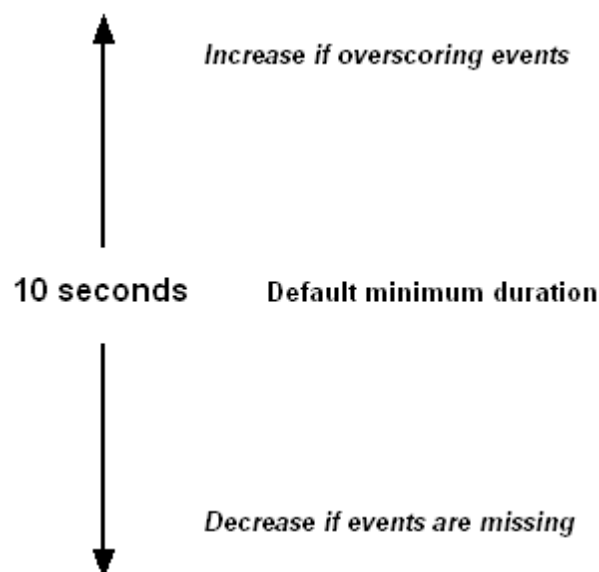 Increase if overscoring events
10 seconds Default minimum duration
Decrease if events are missing